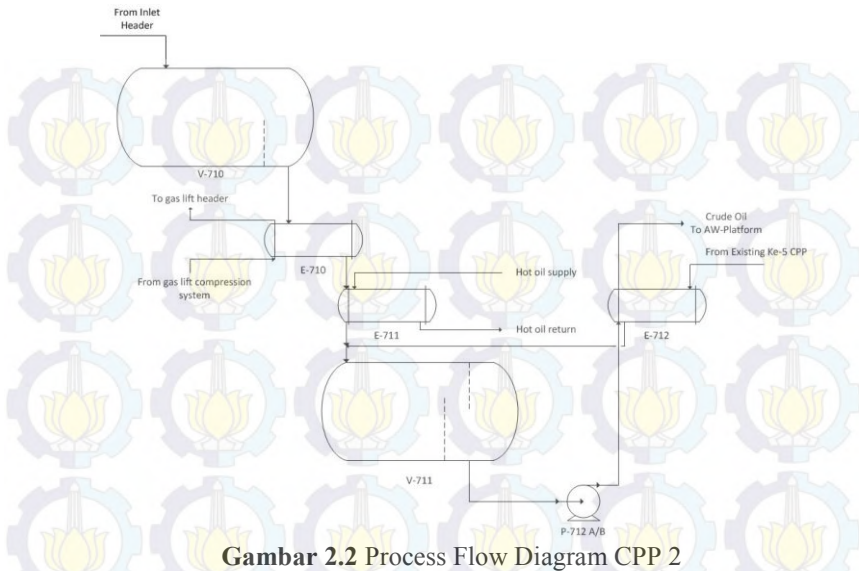 From Inlet
Header
V-710
To gas lift header
From gas lift compression
system
E-710
Hot oil supply
Hot oil return
E-711
Crude Oil
To AW-Platform
From Existing Ke-5 CPP
E-712
V-711
P-712 A/B
Gambar 2.2 Process Flow Diagram CPP 2